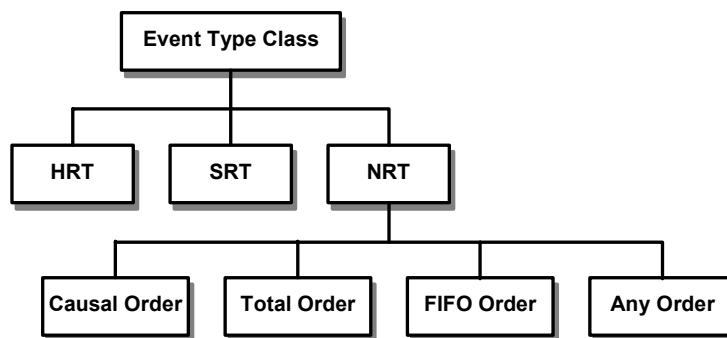 Event Type Class
HRT
SRT
NRT
Causal Order
Total Order
FIFO Order
Any Order